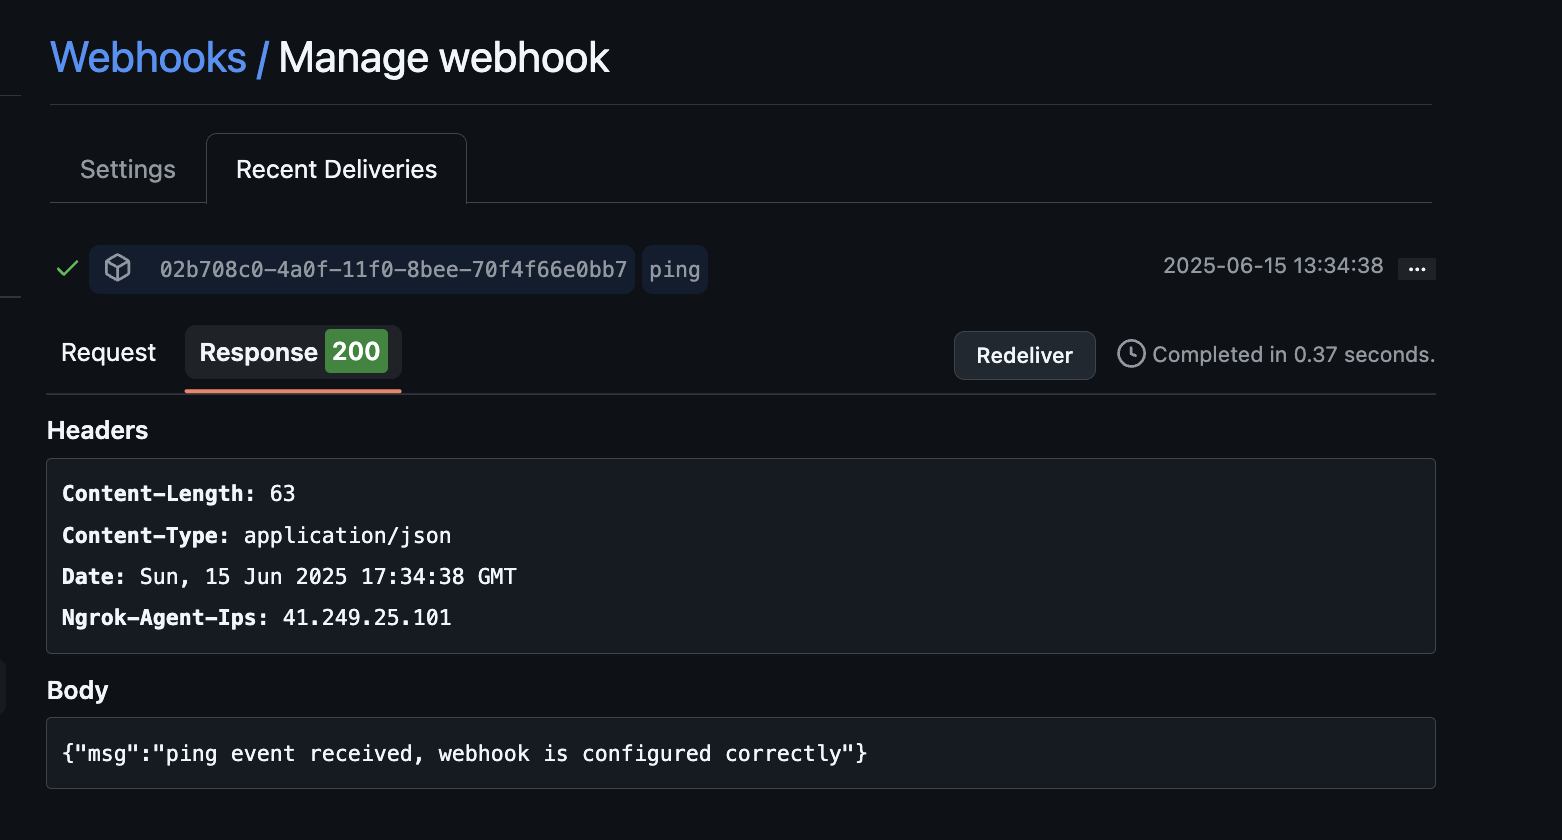 Webhooks / Manage webhook
Settings
Recent Deliveries
02b708c0-4a0f-11f0-8bee-70f4f66e0bb7 ping
2025-06-15 13:34:38
Request
Response 200
Redeliver
Completed in 0.37 seconds.
Headers
Content-Length: 63
Content-Type: application/json
Date: Sun, 15 Jun 2025 17:34:38 GMT
Ngrok-Agent-Ips: 41.249.25.101
Body
{"msg":"ping event received, webhook is configured correctly"}